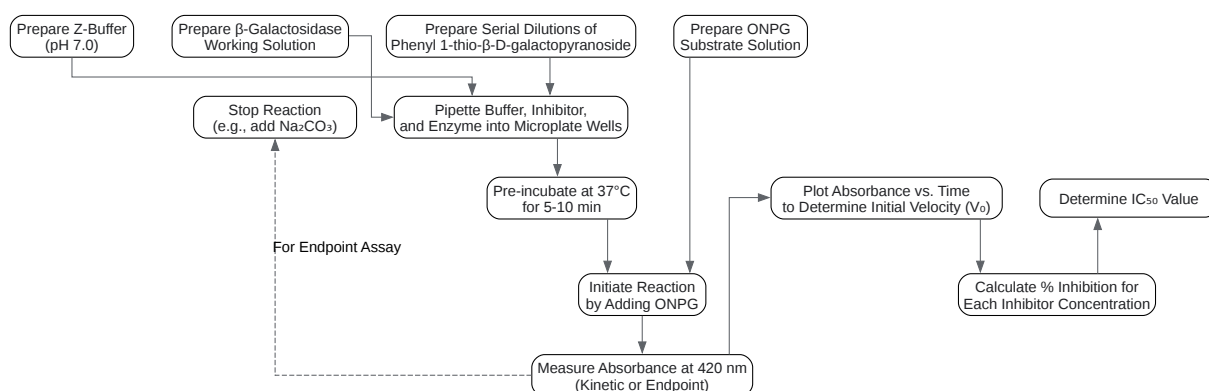 Prepare Z-Buffer
(pH 7.0)
Prepare β-Galactosidase
Working Solution
Prepare Serial Dilutions of
Phenyl 1-thio-β-D-galactopyranoside
Prepare ONPG
Substrate Solution
Stop Reaction
(e.g., add Na₂CO₃)
Pipette Buffer, Inhibitor,
and Enzyme into Microplate Wells
Pre-incubate at 37°C
for 5-10 min
Plot Absorbance vs. Time
to Determine Initial Velocity (V₀)
Determine IC₅₀ Value
For Endpoint Assay
Initiate Reaction
by Adding ONPG
Calculate % Inhibition for
Each Inhibitor Concentration
Measure Absorbance at 420 nm
(Kinetic or Endpoint)